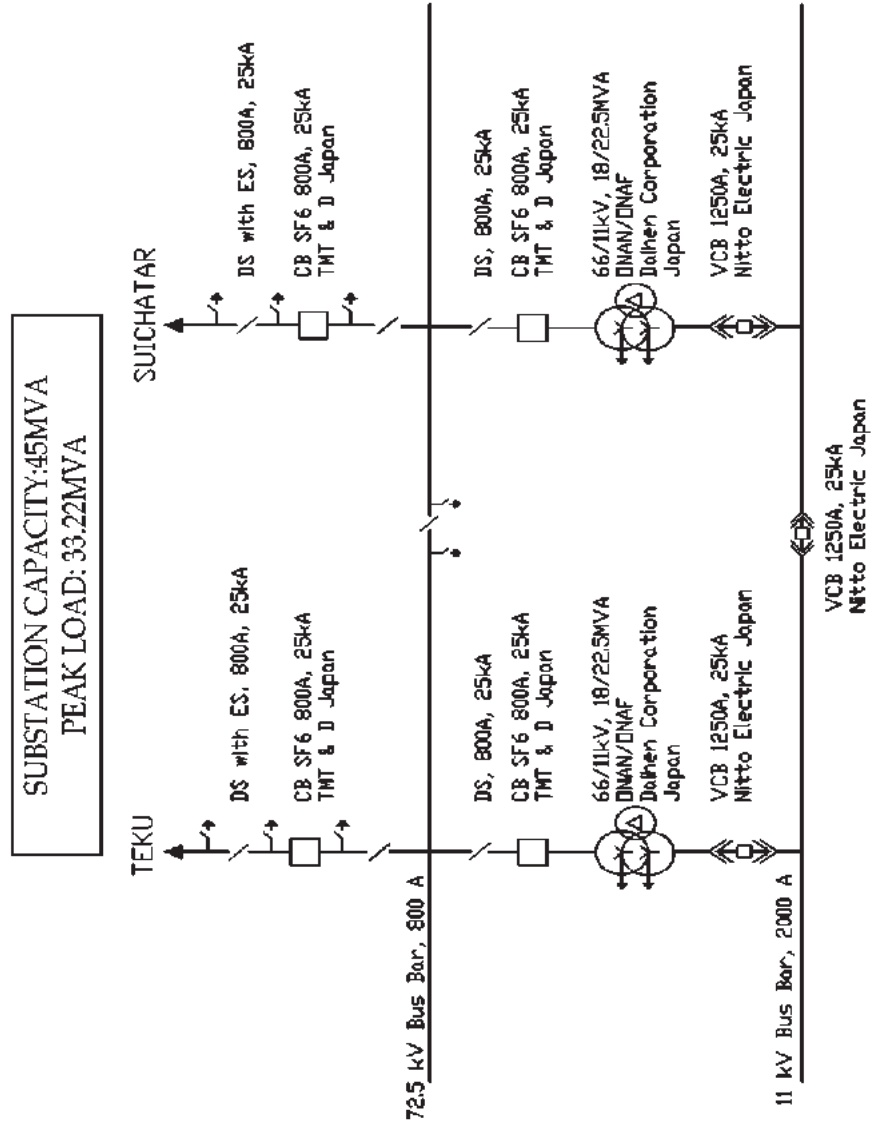 SUBSTATION CAPACITY:45MVA
PEAK LOAD: 33.22MVA
TEKU
SUICHATAR
DS with ES, 800A, 25kA
CB SF6 800A, 25kA
TMT & D Japan
DS with ES, 800A, 25kA
CB SF6 800A, 25kA
TMT & D Japan
72.5 kV Bus Bar, 800 A
DS, 800A, 25kA
CB SF6 800A, 25kA
TMT & D Japan
66/11kV, 18/22.5MVA
ONAN/ONAF
Daihen Corporation
Japan
VCB 1250A, 25kA
Nitto Electric Japan
DS, 800A, 25kA
CB SF6 800A, 25kA
TMT & D Japan
66/11kV, 18/22.5MVA
ONAN/ONAF
Daihen Corporation
Japan
VCB 1250A, 25kA
Nitto Electric Japan
11 kV Bus Bar, 2000 A
VCB 1250A, 25kA
Nitto Electric Japan